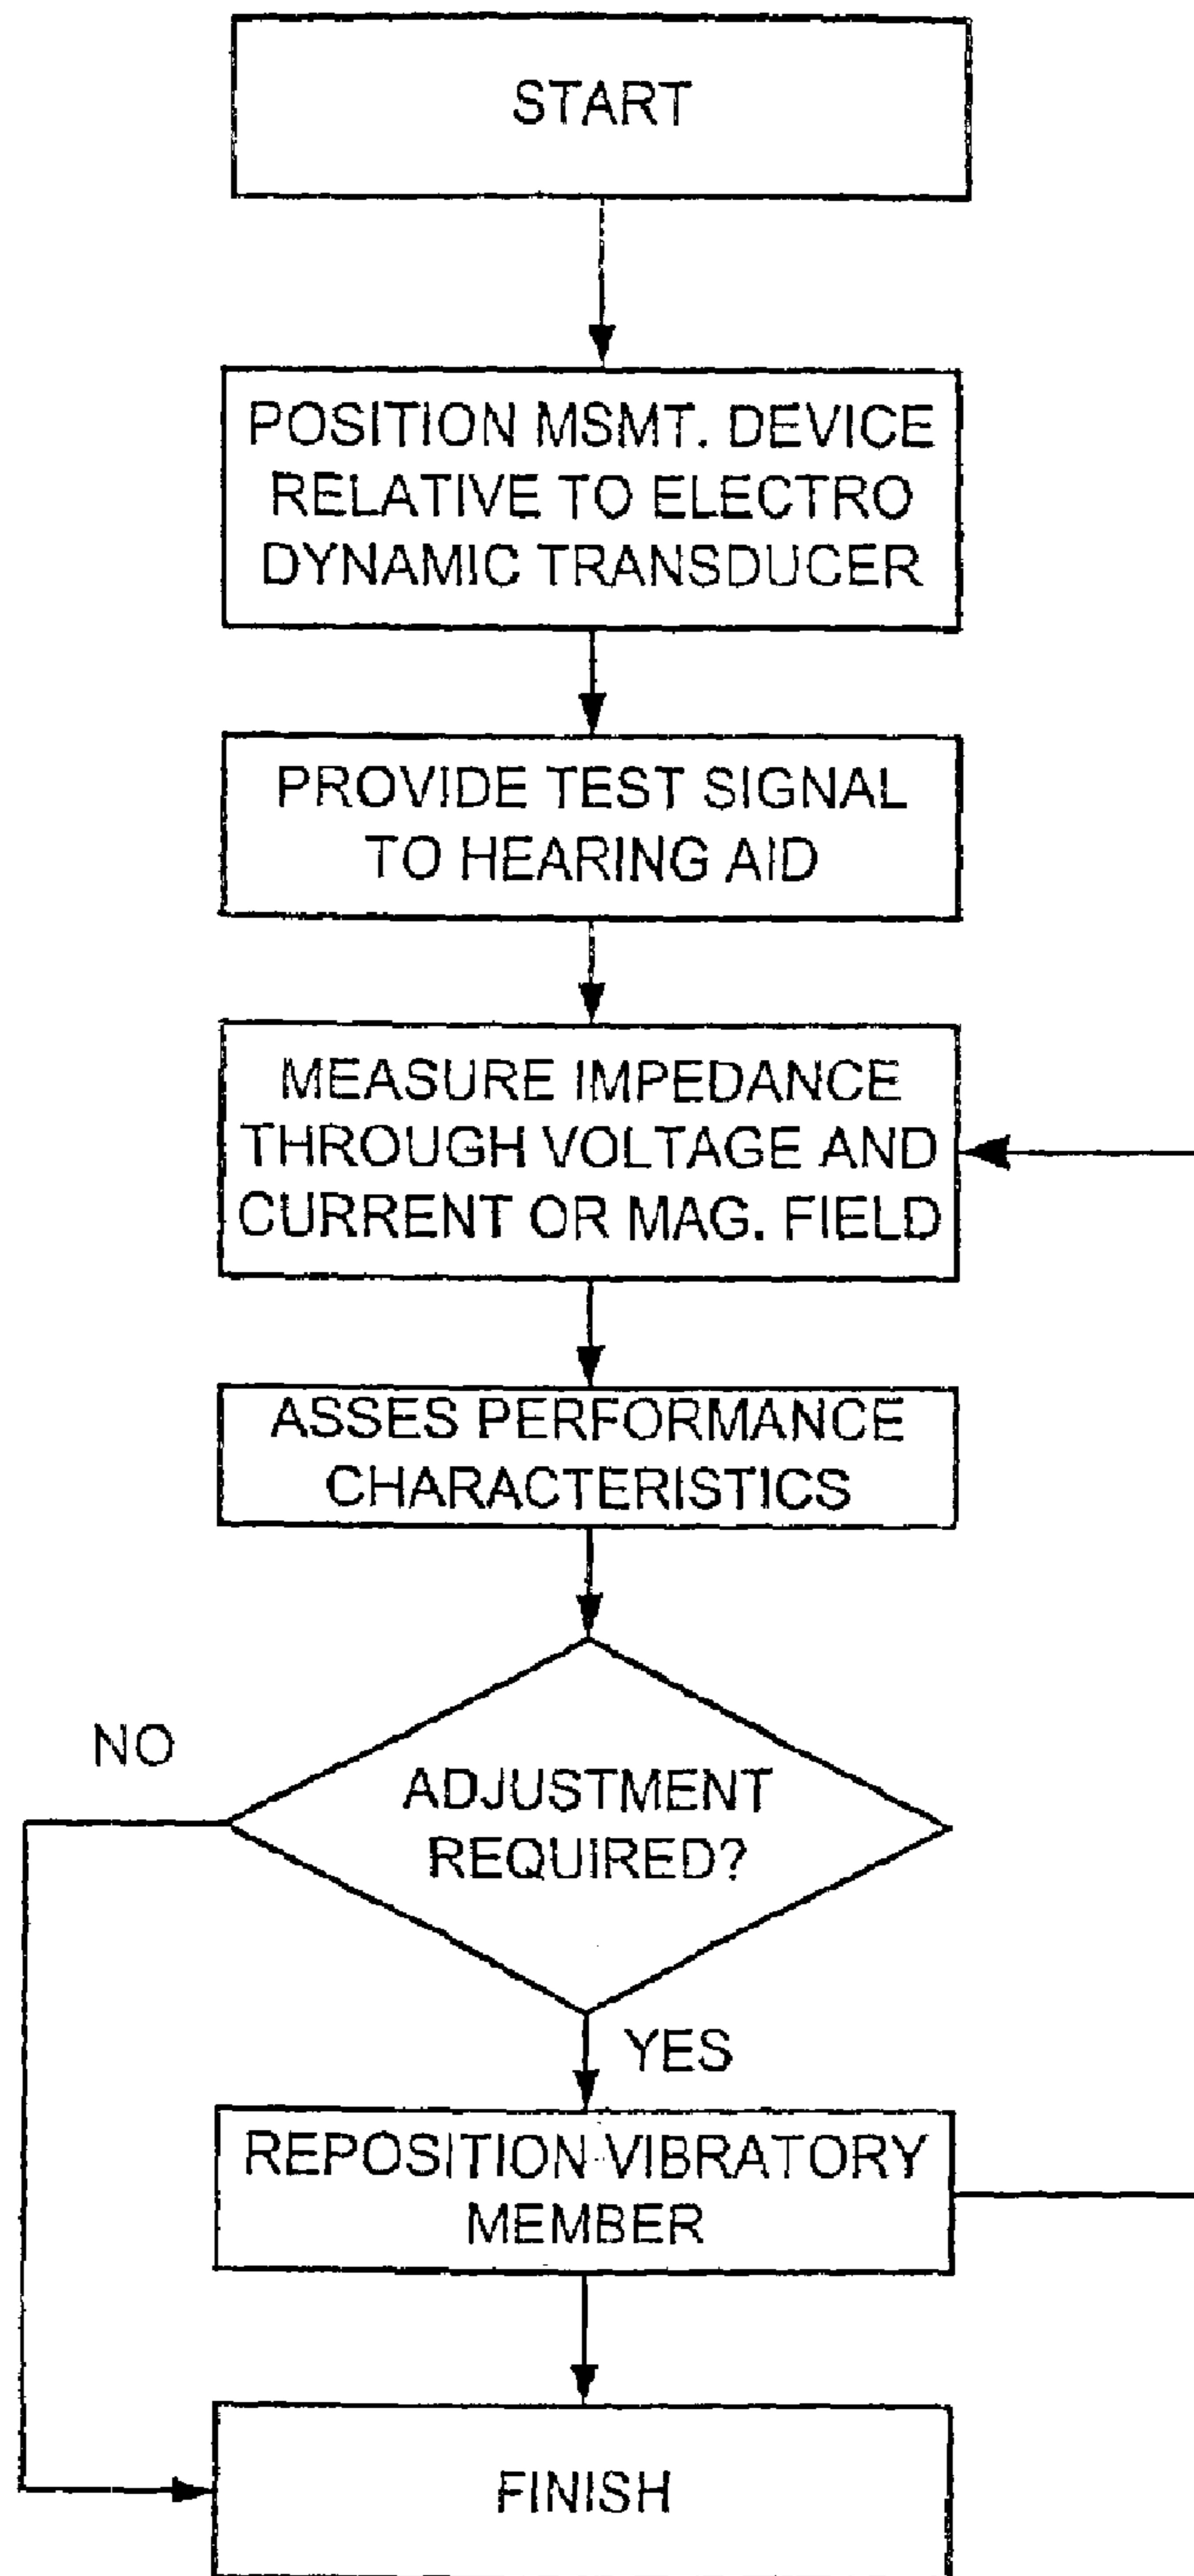 START
POSITION MSMT. DEVICE
RELATIVE TO ELECTRO
DYNAMIC TRANSDUCER
PROVIDE TEST SIGNAL
TO HEARING AID
MEASURE IMPEDANCE
THROUGH VOLTAGE AND
CURRENT OR MAG. FIELD
ASSES PERFORMANCE
CHARACTERISTICS
NO
ADJUSTMENT
REQUIRED?
YES
REPOSITION VIBRATORY
MEMBER
FINISH